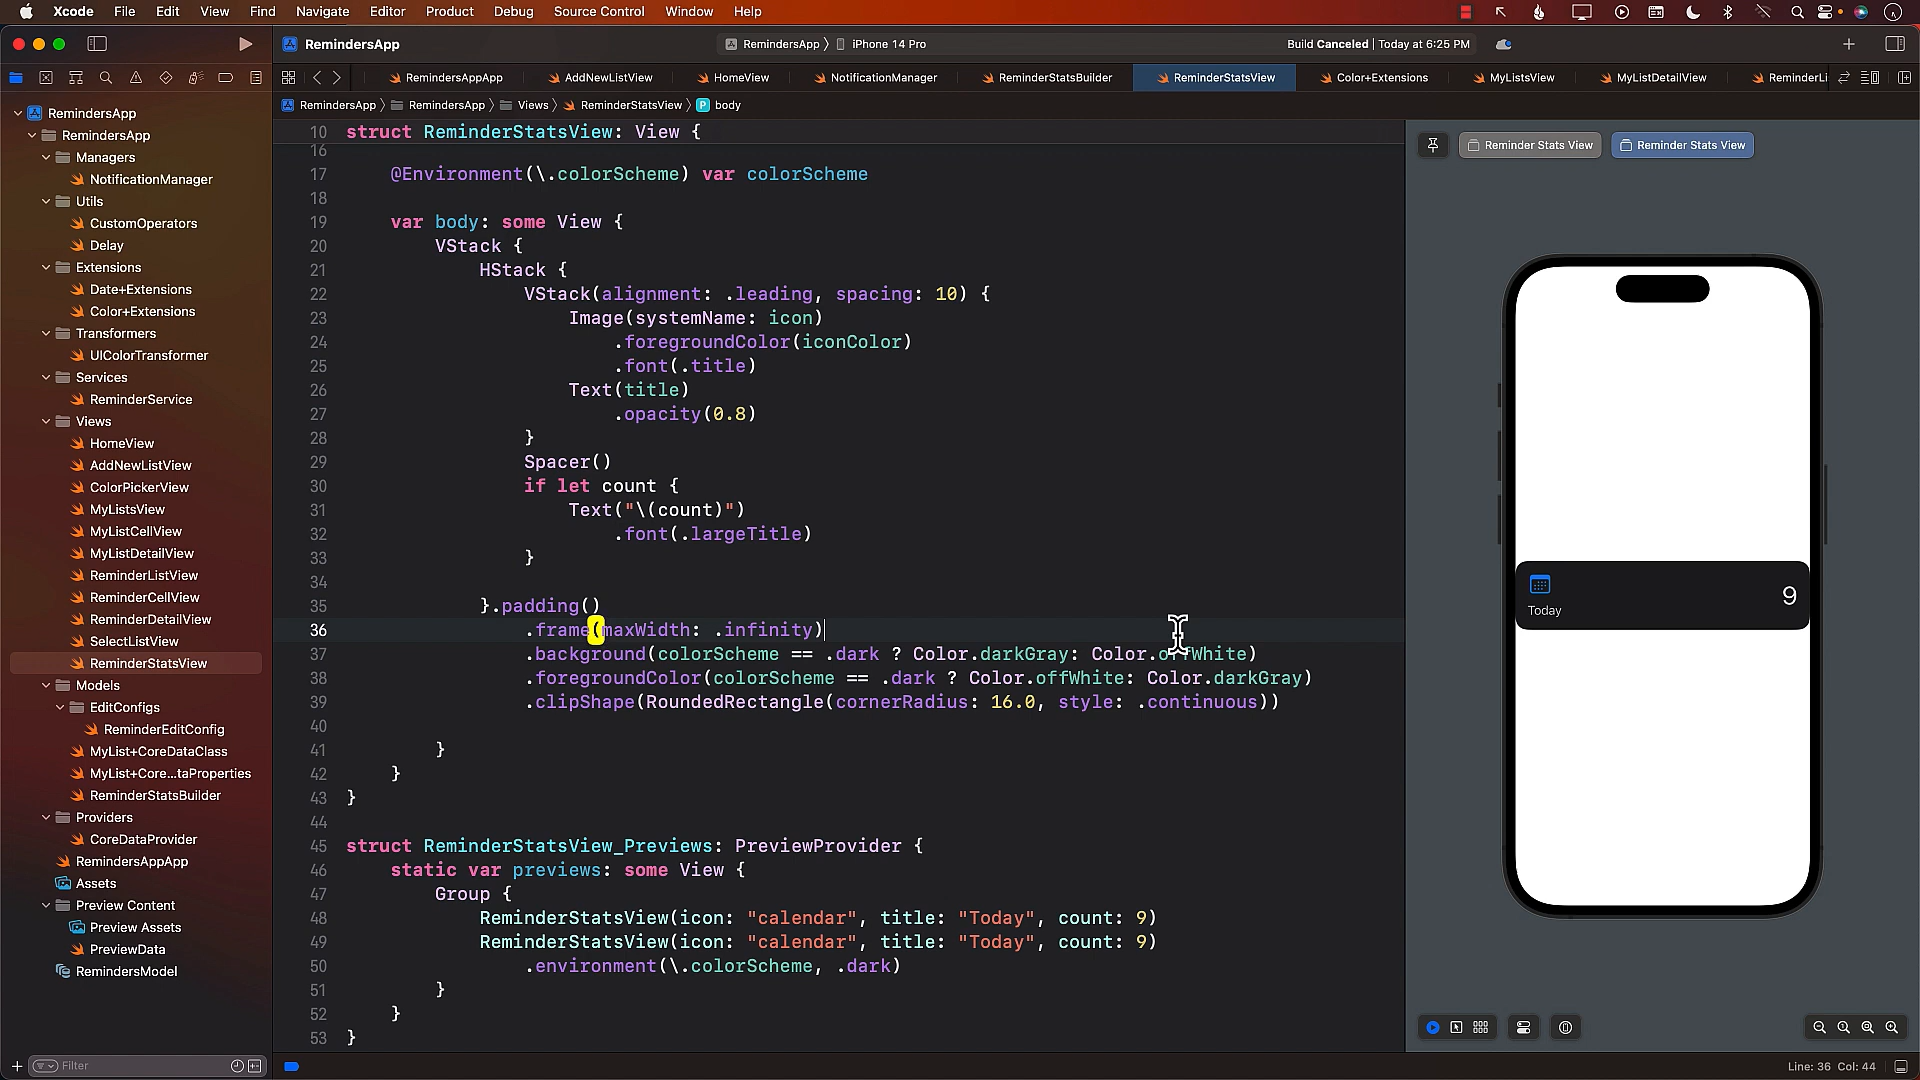 Xcode File Edit View Find Navigate Editor Product Debug Source Control Window Help
RemindersApp
RemindersApp 〉 iPhone 14 Pro
Build Canceled | Today at 6:25 PM
RemindersAppApp AddNewListView HomeView NotificationManager ReminderStatsBuilder ReminderStatsView Color+Extensions MyListsView MyListDetailView ReminderLi
RemindersApp 〉 RemindersApp 〉 Views 〉 ReminderStatsView 〉 P body
RemindersApp
RemindersApp
Managers
NotificationManager
Utils
CustomOperators
Delay
Extensions
Date+Extensions
Color+Extensions
Transformers
UIColorTransformer
Services
ReminderService
Views
HomeView
AddNewListView
ColorPickerView
MyListsView
MyListCellView
MyListDetailView
ReminderListView
ReminderCellView
ReminderDetailView
SelectListView
ReminderStatsView
Models
EditConfigs
ReminderEditConfig
MyList+CoreDataClass
MyList+Core...taProperties
ReminderStatsBuilder
Providers
CoreDataProvider
RemindersAppApp
Assets
Preview Content
Preview Assets
PreviewData
RemindersModel
Filter
10 struct ReminderStatsView: View {
16
17 @Environment(\.colorScheme) var colorScheme
18
19 var body: some View {
20 VStack {
21 HStack {
22 VStack(alignment: .leading, spacing: 10) {
23 Image(systemName: icon)
24 .foregroundColor(iconColor)
25 .font(.title)
26 Text(title)
27 .opacity(0.8)
28 }
29 Spacer()
30 if let count {
31 Text("\(count)")
32 .font(.largeTitle)
33 }
34
35 }.padding()
36 .frame(maxWidth: .infinity)
37 .background(colorScheme == .dark ? Color.darkGray: Color.offWhite)
38 .foregroundColor(colorScheme == .dark ? Color.offWhite: Color.darkGray)
39 .clipShape(RoundedRectangle(cornerRadius: 16.0, style: .continuous))
40
41 }
42 }
43 }
44
45 struct ReminderStatsView_Previews: PreviewProvider {
46 static var previews: some View {
47 Group {
48 ReminderStatsView(icon: "calendar", title: "Today", count: 9)
49 ReminderStatsView(icon: "calendar", title: "Today", count: 9)
50 .environment(\.colorScheme, .dark)
51 }
52 }
53 }
Reminder Stats View Reminder Stats View
Today
9
Line: 36 Col: 44